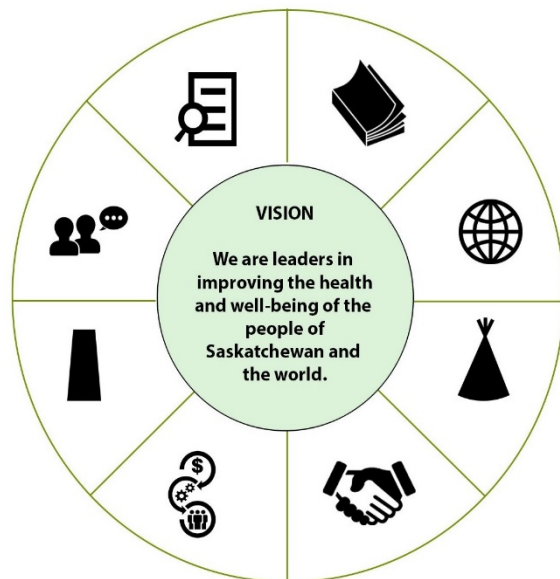 VISION
We are leaders in
improving the health
and well-being of the
people of
Saskatchewan and
the world.
$